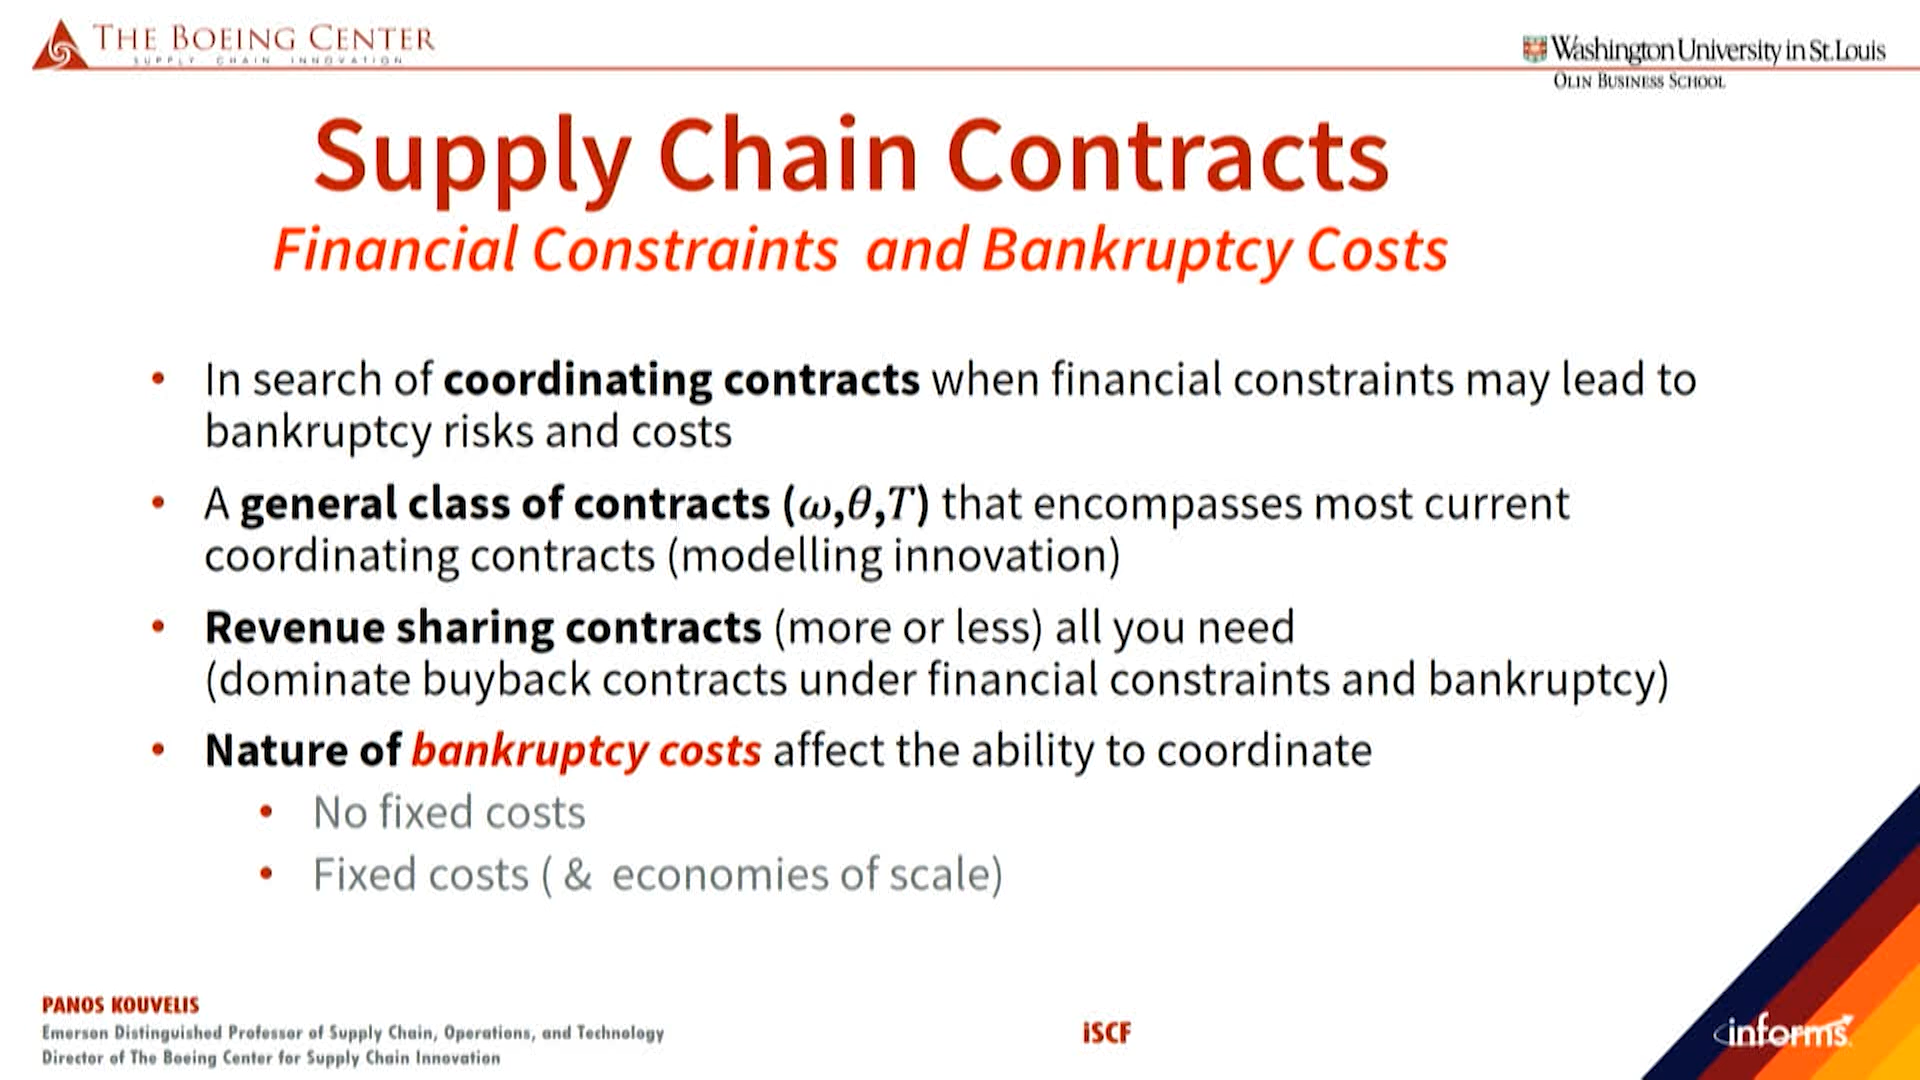 THE BOEING CENTER
SUPPLY CHAIN INNOVATION
Washington University in St. Louis
OLIN BUSINESS SCHOOL
Supply Chain Contracts
Financial Constraints and Bankruptcy Costs
• In search of coordinating contracts when financial constraints may lead to
bankruptcy risks and costs
• A general class of contracts (ω,θ,T) that encompasses most current
coordinating contracts (modelling innovation)
• Revenue sharing contracts (more or less) all you need
(dominate buyback contracts under financial constraints and bankruptcy)
• Nature of bankruptcy costs affect the ability to coordinate
• No fixed costs
• Fixed costs ( & economies of scale)
PANOS KOUVELIS
Emerson Distinguished Professor of Supply Chain, Operations, and Technology
Director of The Boeing Center for Supply Chain Innovation
iSCF
informs